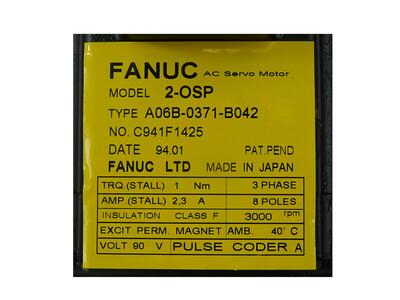 FANUC AC Servo Motor
MODEL 2-OSP
TYPE A06B-0371-B042
NO. C941F1425
DATE 94.01 PAT.PEND
FANUC LTD MADE IN JAPAN
TRQ.(STALL) 1 Nm 3 PHASE
AMP.(STALL) 2,3 A 8 POLES
INSULATION CLASS F 3000 rpm
EXCIT PERM. MAGNET AMB. 40°C
VOLT 90 V PULSE CODER A